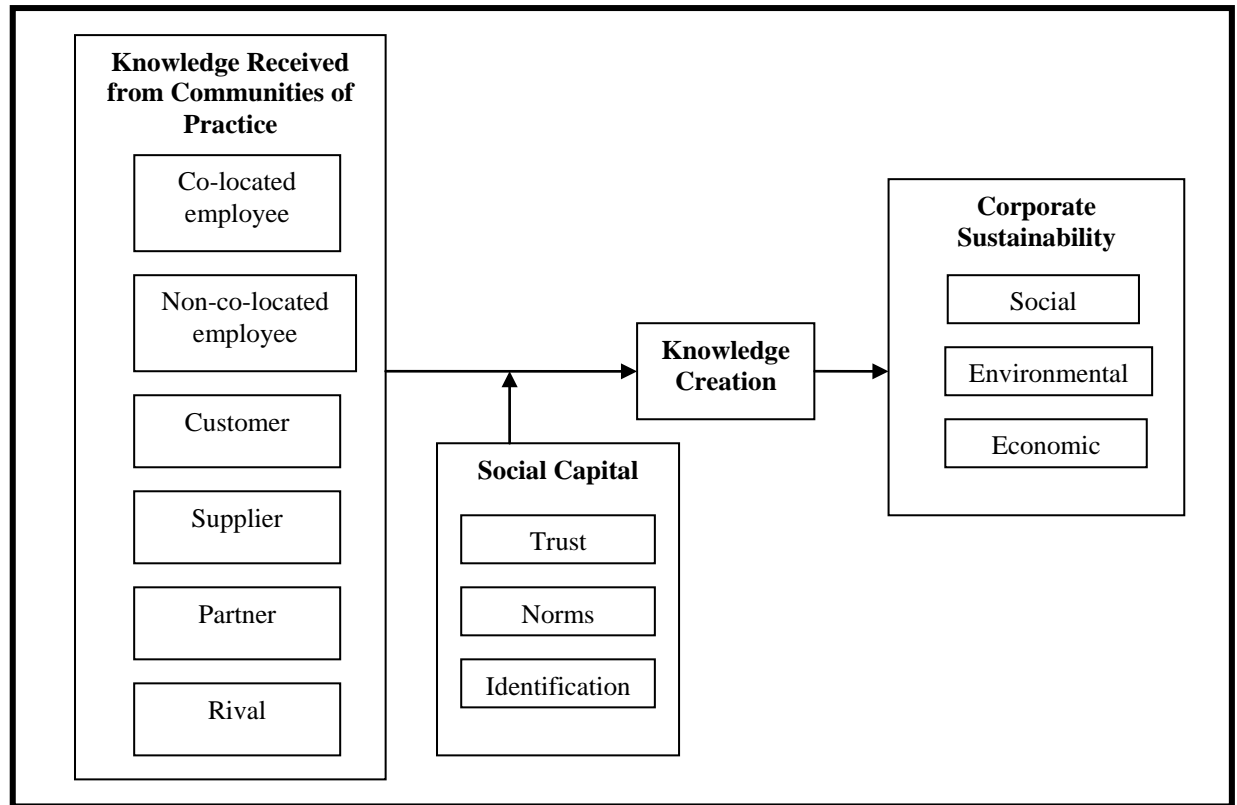 Knowledge Received
from Communities of
Practice
Co-located
employee
Non-co-located
employee
Customer
Supplier
Partner
Rival
Social Capital
Trust
Norms
Identification
Knowledge
Creation
Corporate
Sustainability
Social
Environmental
Economic